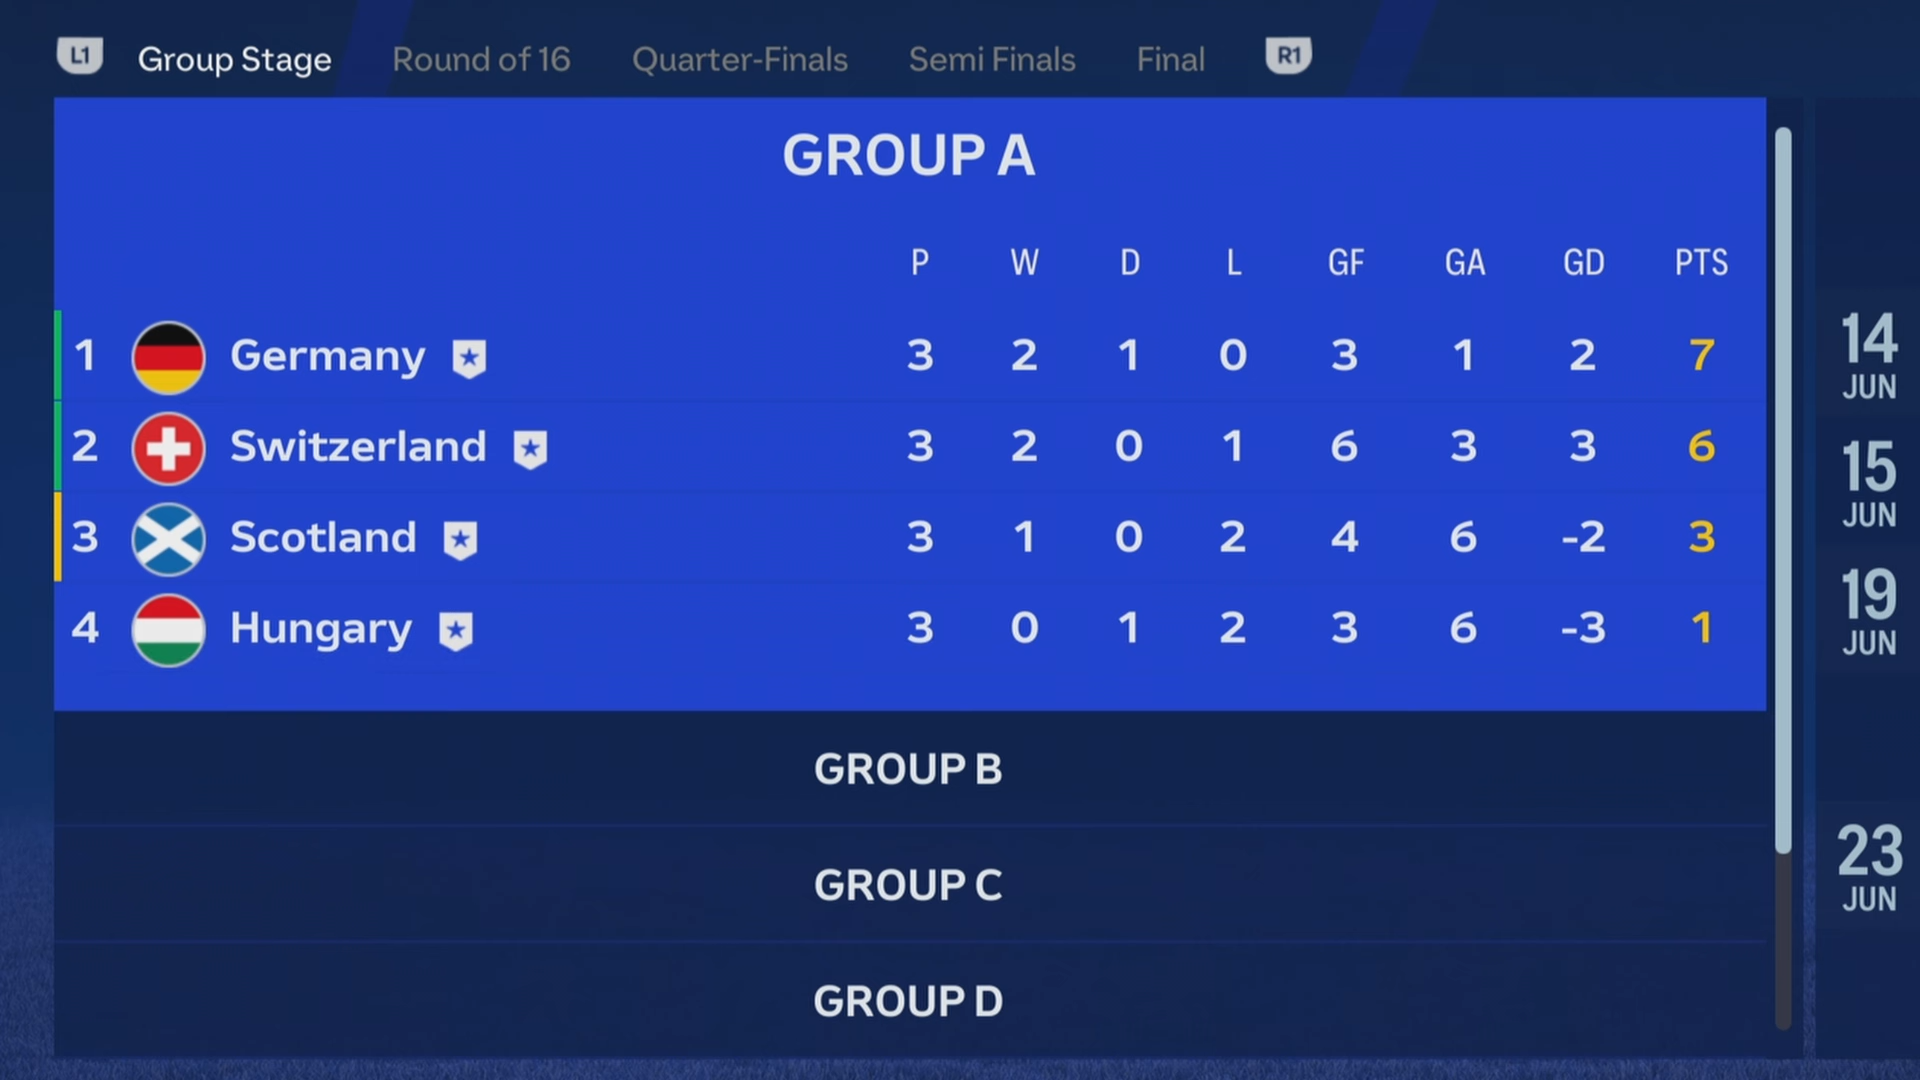 L1 Group Stage Round of 16 Quarter-Finals Semi Finals Final R1
GROUP A
P W D L GF GA GD PTS
1 Germany 3 2 1 0 3 1 2 7
2 Switzerland 3 2 0 1 6 3 3 6
3 Scotland 3 1 0 2 4 6 -2 3
4 Hungary 3 0 1 2 3 6 -3 1
GROUP B
GROUP C
GROUP D
14
JUN
15
JUN
19
JUN
23
JUN